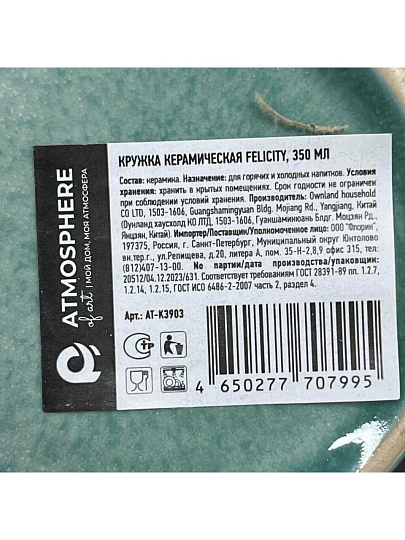 ATMOSPHERE
of art | МОЙ ДОМ, МОЯ АТМОСФЕРА
КРУЖКА КЕРАМИЧЕСКАЯ FELICITY, 350 МЛ
Состав: керамика. Назначение: для горячих и холодных напитков. Условия
хранения: хранить в крытых помещениях. Срок годности не ограничен
при соблюдении условий хранения. Производитель: Ownland household
CO LTD, 1503-1606, Guangshamingyuan Bldg. Mojiang Rd., Yangjiang, Китай
(Оунланд хаусхолд КО ЛТД, 1503-1606, Гуаншаминюань Блдг. Моцзян Рд.,
Янцзян, Китай). Импортер/Поставщик/Уполномоченное лицо: ООО "Флорин",
197375, Россия, г. Санкт-Петербург, Муниципальный округ Юнтолово
вн.тер.г., ул.Репищева, д.20, литера А, пом. 35-Н-2,8,9 офис 315, тел:
(812)407-13-00. № партии/дата производства/упаковки:
20512/04.12.2023/631. Соответствует требованиям ГОСТ 28391-89 пп. 1.2.7,
1.2.14, 1.2.15, ГОСТ ИСО 6486-2-2007 часть 2, раздел 4.
Арт.: AT-K3903
4 650277 707995